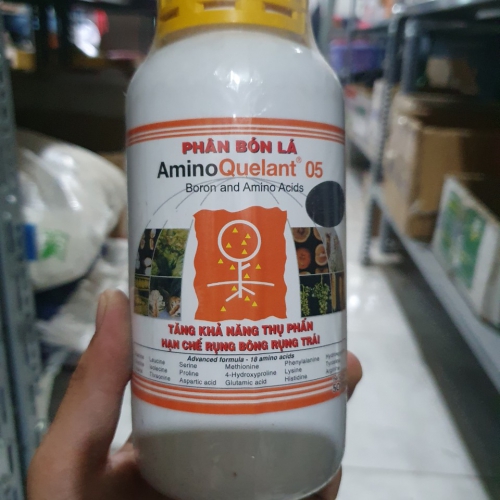 PHÂN BÓN LÁ
AminoQuelant® 05
Boron and Amino Acids
TĂNG KHẢ NĂNG THỤ PHẤN
HẠN CHẾ RỤNG BÔNG RỤNG TRÁI
Advanced formula - 18 amino acids
Leucine Serine Methionine Phenylalanine
Isoleucine Proline 4-Hydroxyproline Lysine
Threonine Aspartic acid Glutamic acid Histidine